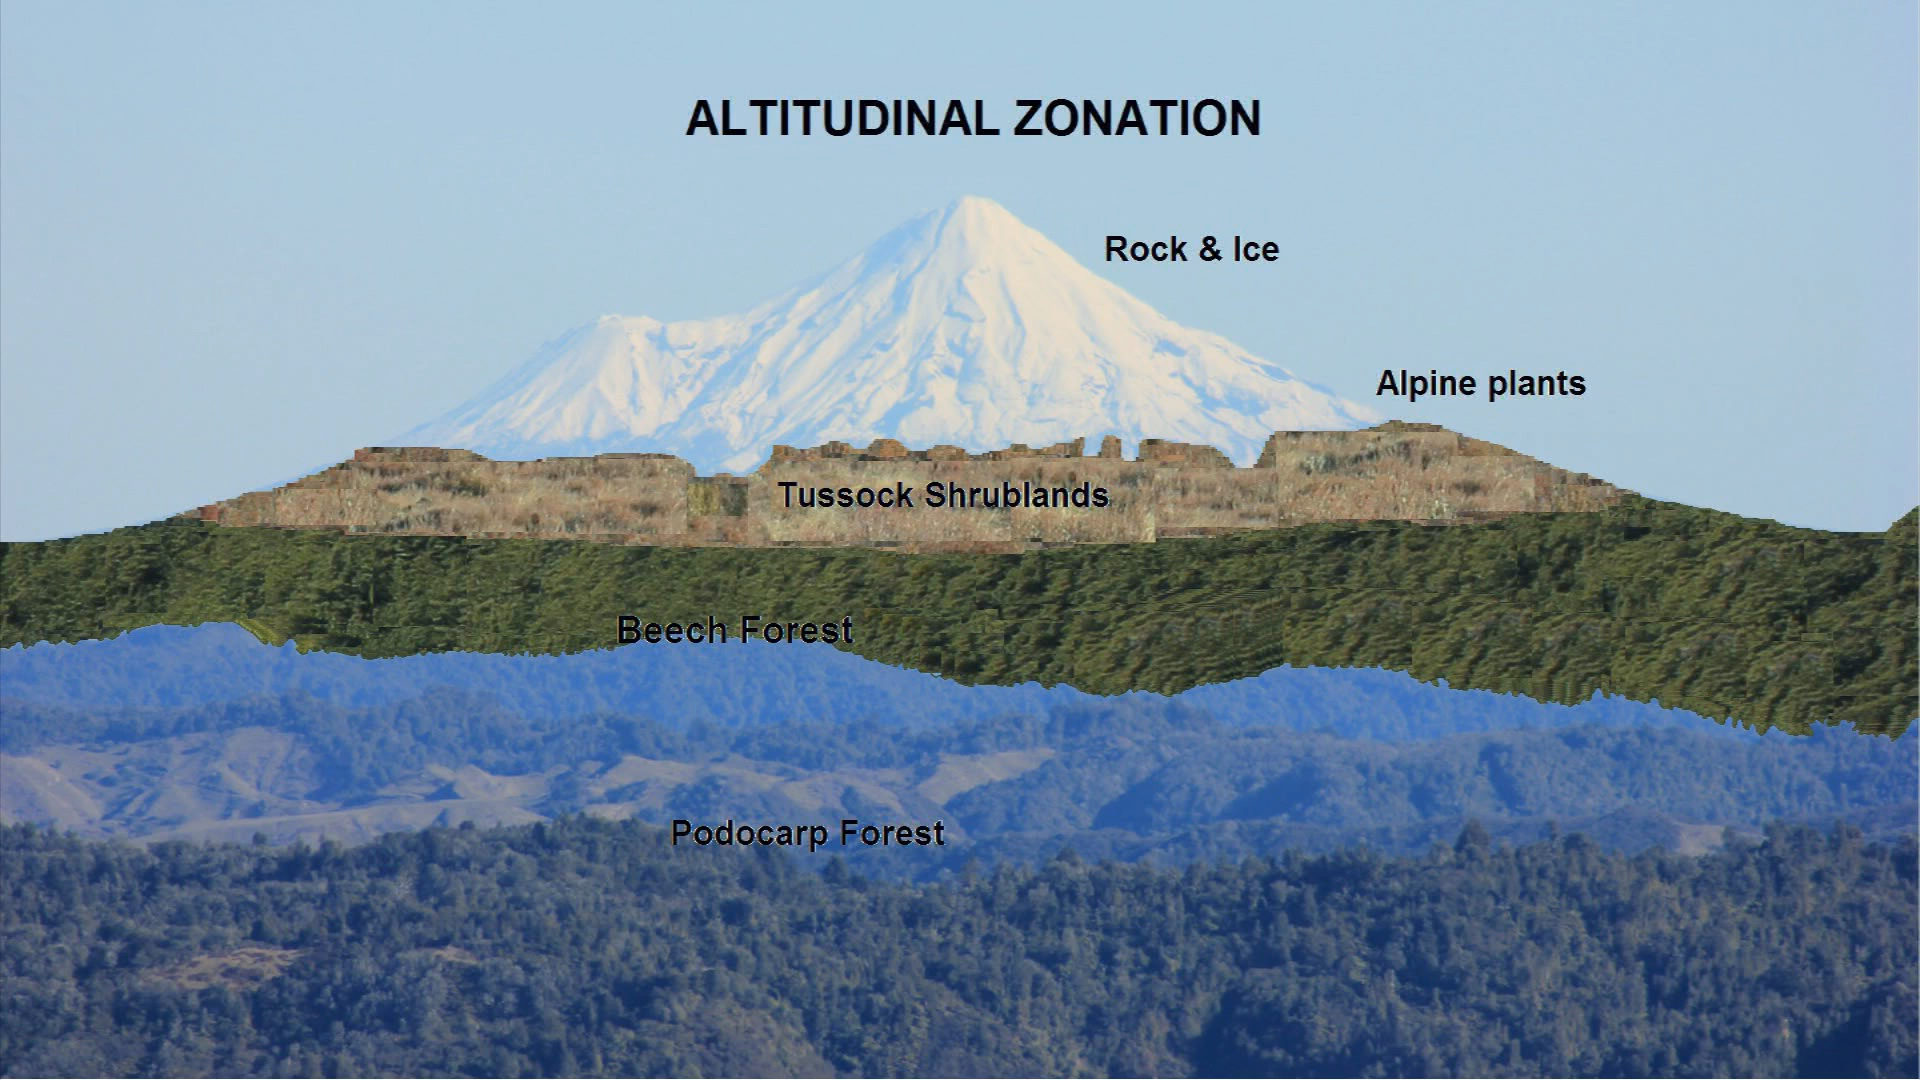 ALTITUDINAL ZONATION
Rock & Ice
Alpine plants
Tussock Shrublands
Beech Forest
Podocarp Forest